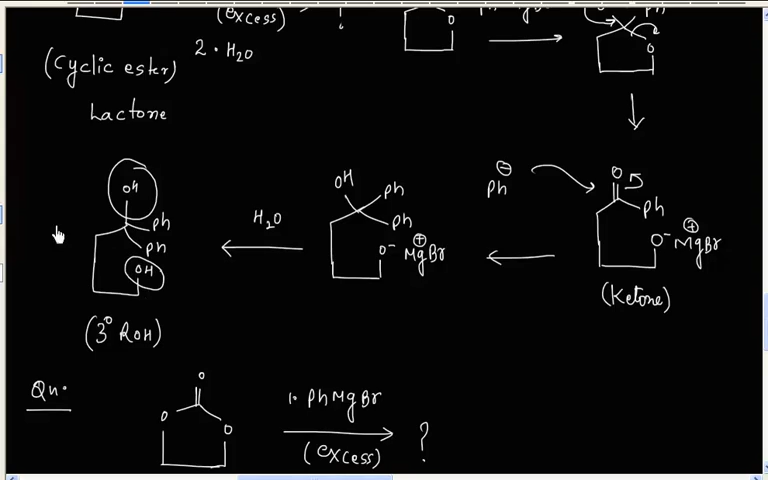 (excess)
2. H2O
(Cyclic ester)
Lactone
O
O
OH
Ph
Ph
OH
(3° ROH)
H2O
OH
Ph
Ph
O⁻ ⊕MgBr
Ph⊖
O
Ph
O⁻ ⊕MgBr
(Ketone)
Qn.
O
O
O
1. PhMgBr
(excess)
?